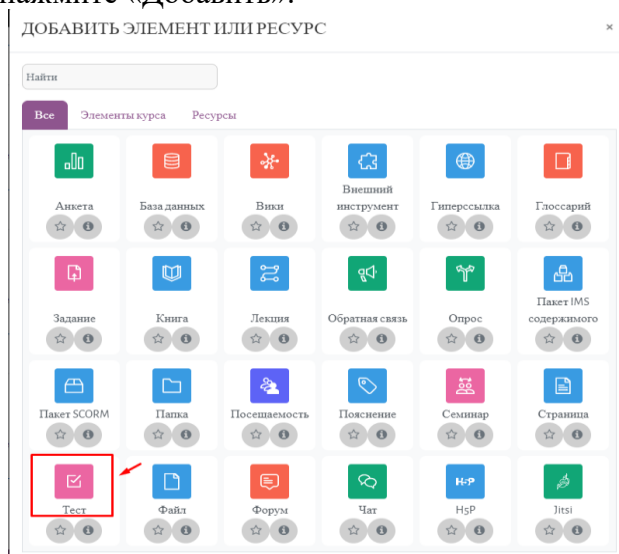 нажмите «Добавить».
ДОБАВИТЬ ЭЛЕМЕНТ ИЛИ РЕСУРС ×
Найти
Все Элементы курса Ресурсы
Анкета База данных Вики Внешний инструмент Гиперссылка Глоссарий
Задание Книга Лекция Обратная связь Опрос Пакет IMS содержимого
Пакет SCORM Папка Посещаемость Пояснение Семинар Страница
H-P
Тест Файл Форум Чат H5P Jitsi